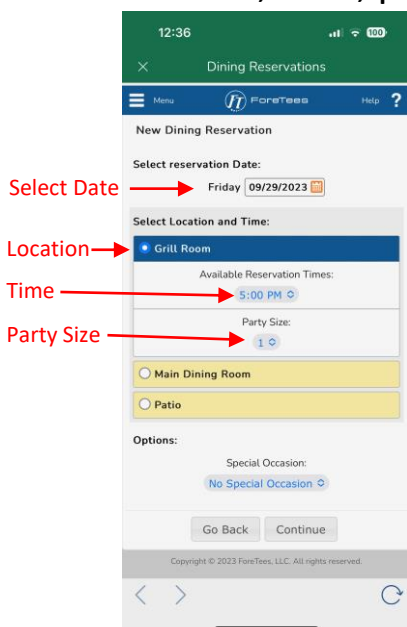 12:36
100
Dining Reservations
Menu
FT ForeTees
Help ?
New Dining Reservation
Select reservation Date:
Select Date
Friday 09/29/2023
Select Location and Time:
Location
Grill Room
Available Reservation Times:
Time
5:00 PM
Party Size:
Party Size
1
Main Dining Room
Patio
Options:
Special Occasion:
No Special Occasion
Go Back Continue
Copyright © 2023 ForeTees, LLC. All rights reserved.